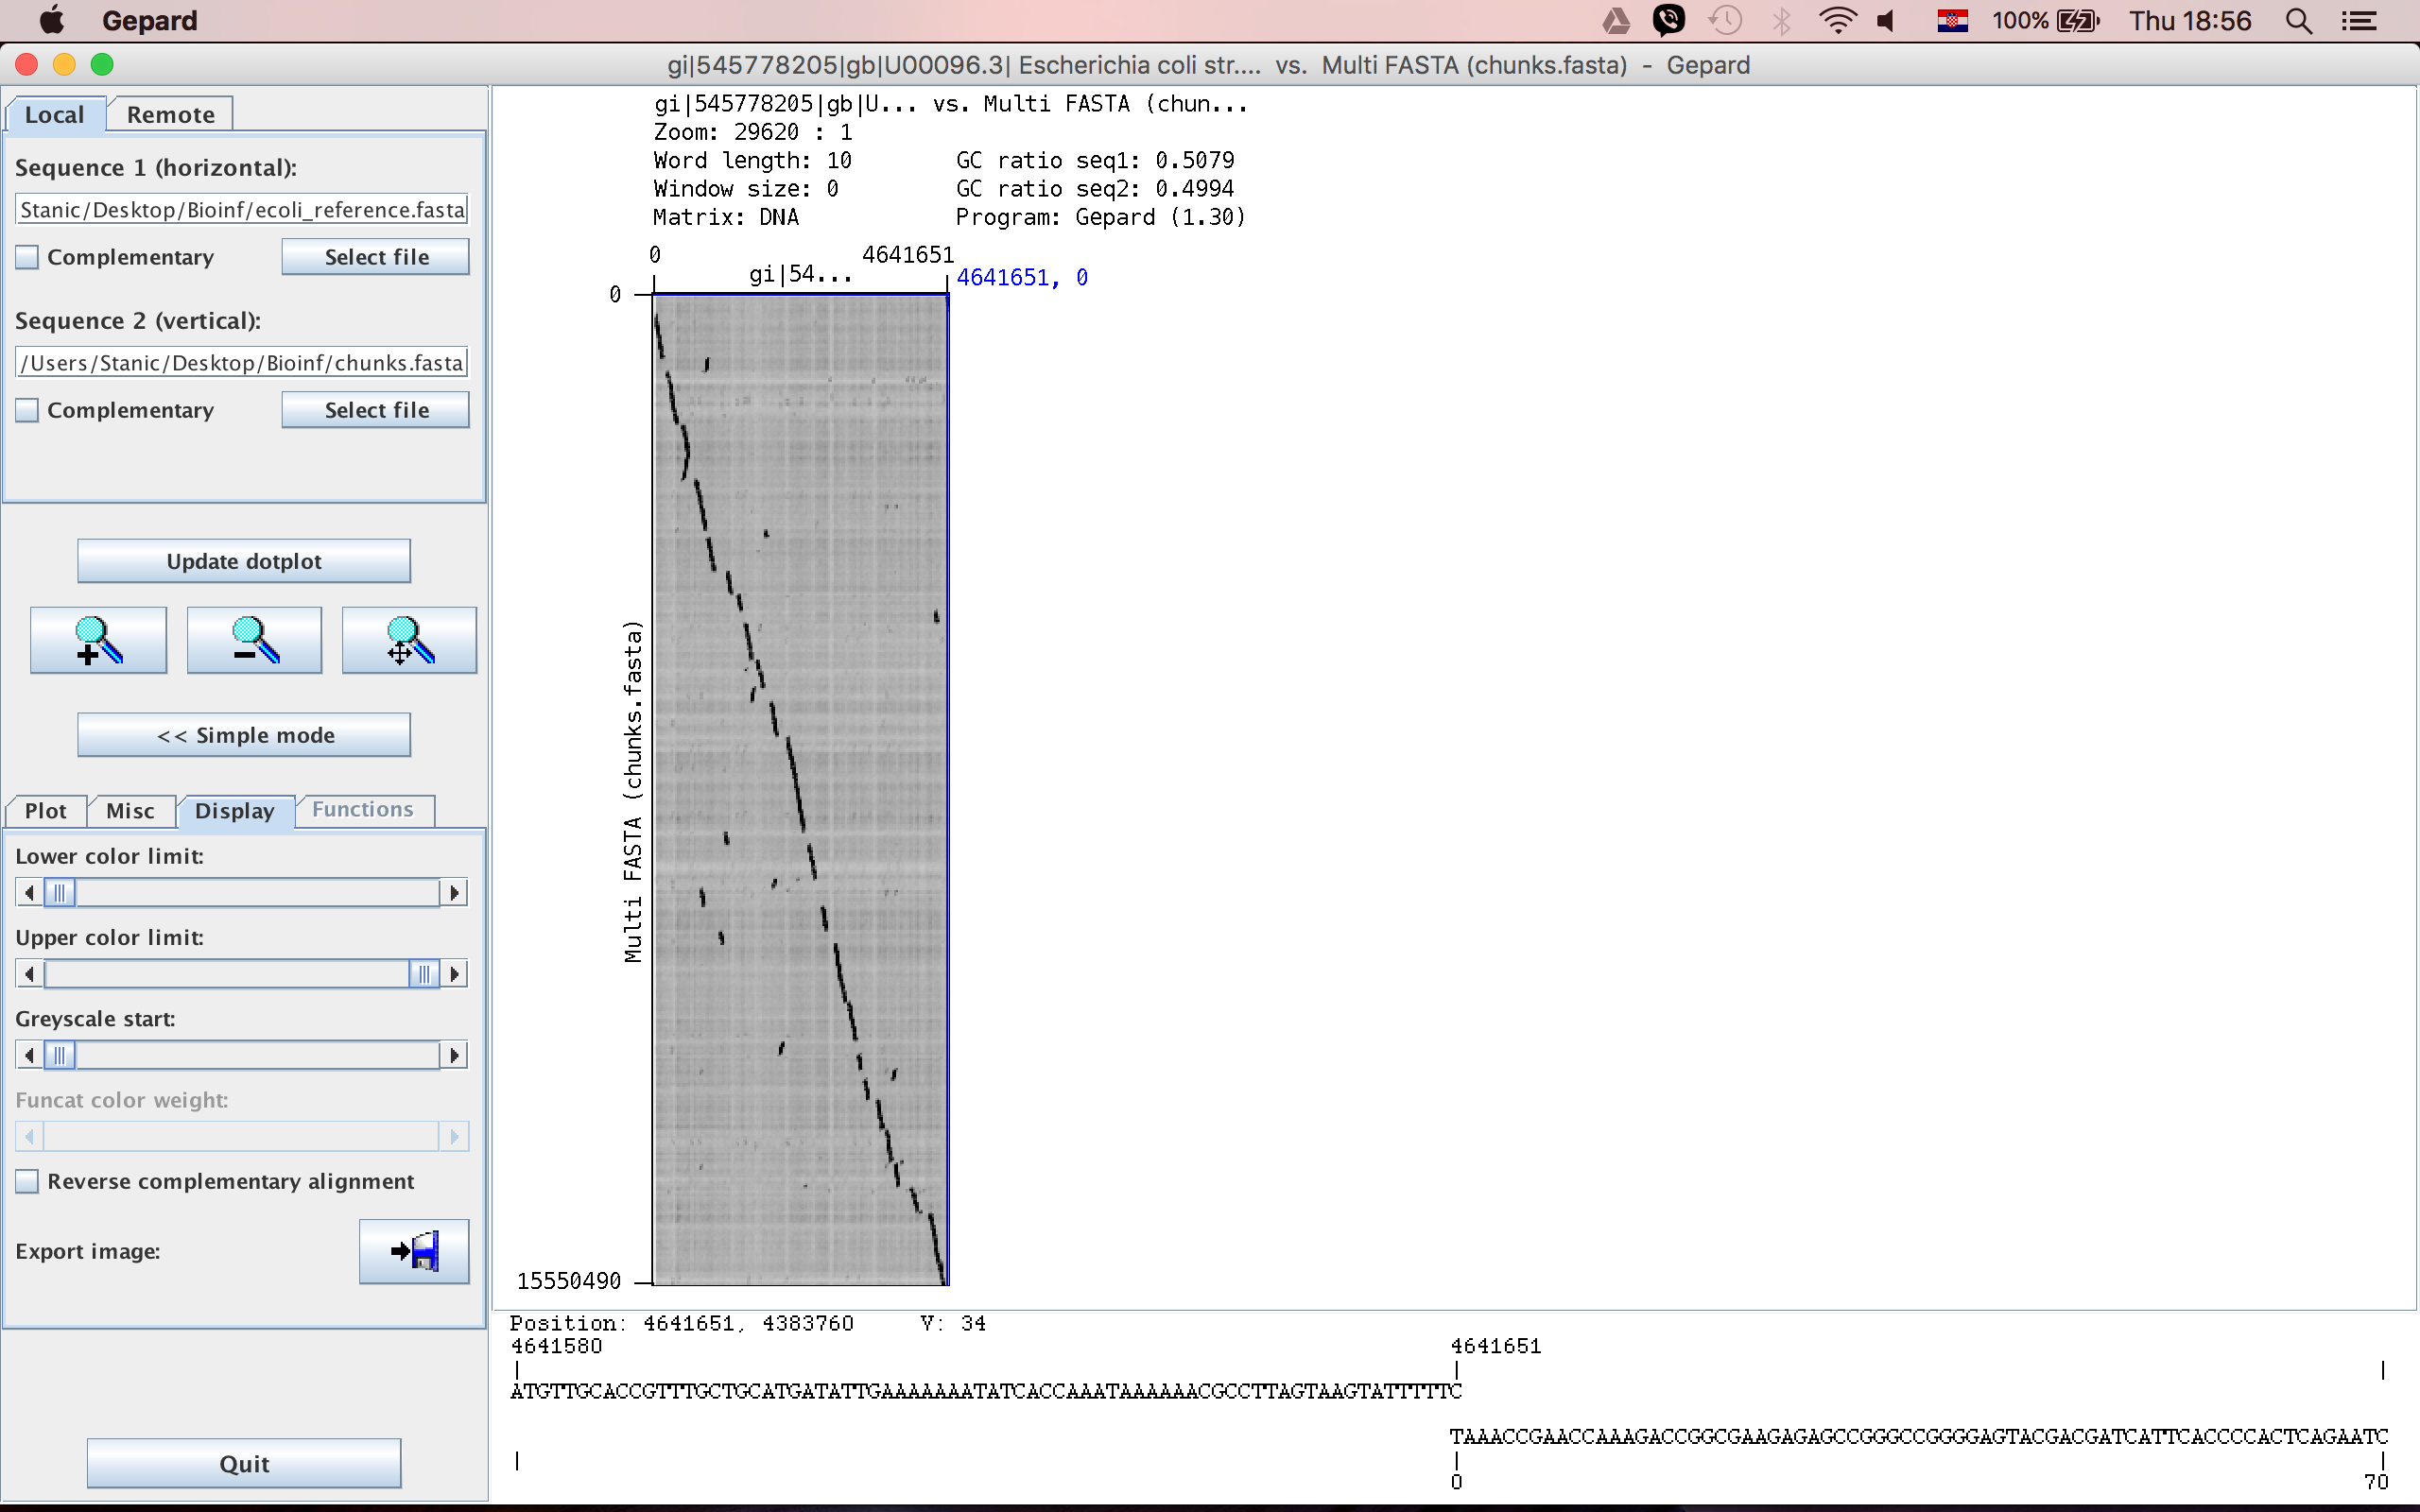 Gepard
100%
Thu 18:56
gi|545778205|gb|U00096.3| Escherichia coli str.... vs. Multi FASTA (chunks.fasta) - Gepard
Local
Remote
Sequence 1 (horizontal):
Stanic/Desktop/Bioinf/ecoli_reference.fasta
Complementary
Select file
Sequence 2 (vertical):
/Users/Stanic/Desktop/Bioinf/chunks.fasta
Complementary
Select file
Update dotplot
<< Simple mode
Plot
Misc
Display
Functions
Lower color limit:
Upper color limit:
Greyscale start:
Funcat color weight:
Reverse complementary alignment
Export image:
Quit
gi|545778205|gb|U... vs. Multi FASTA (chun...
Zoom: 29620 : 1
Word length: 10
GC ratio seq1: 0.5079
Window size: 0
GC ratio seq2: 0.4994
Matrix: DNA
Program: Gepard (1.30)
0
4641651
gi|54...
4641651, 0
0
Multi FASTA (chunks.fasta)
15550490
Position: 4641651, 4383760 V: 34
4641580
4641651
ATGTTGCACCGTTTGCTGCATGATATTGAAAAAAATATCACCAAATAAAAAACGCCTTAGTAAGTATTTTTC
TAAACCGAACCAAAGACCGGCGAAGAGAGCCGGGCCGGGGAGTACGACGATCATTCACCCCACTCAGAATC
0
70